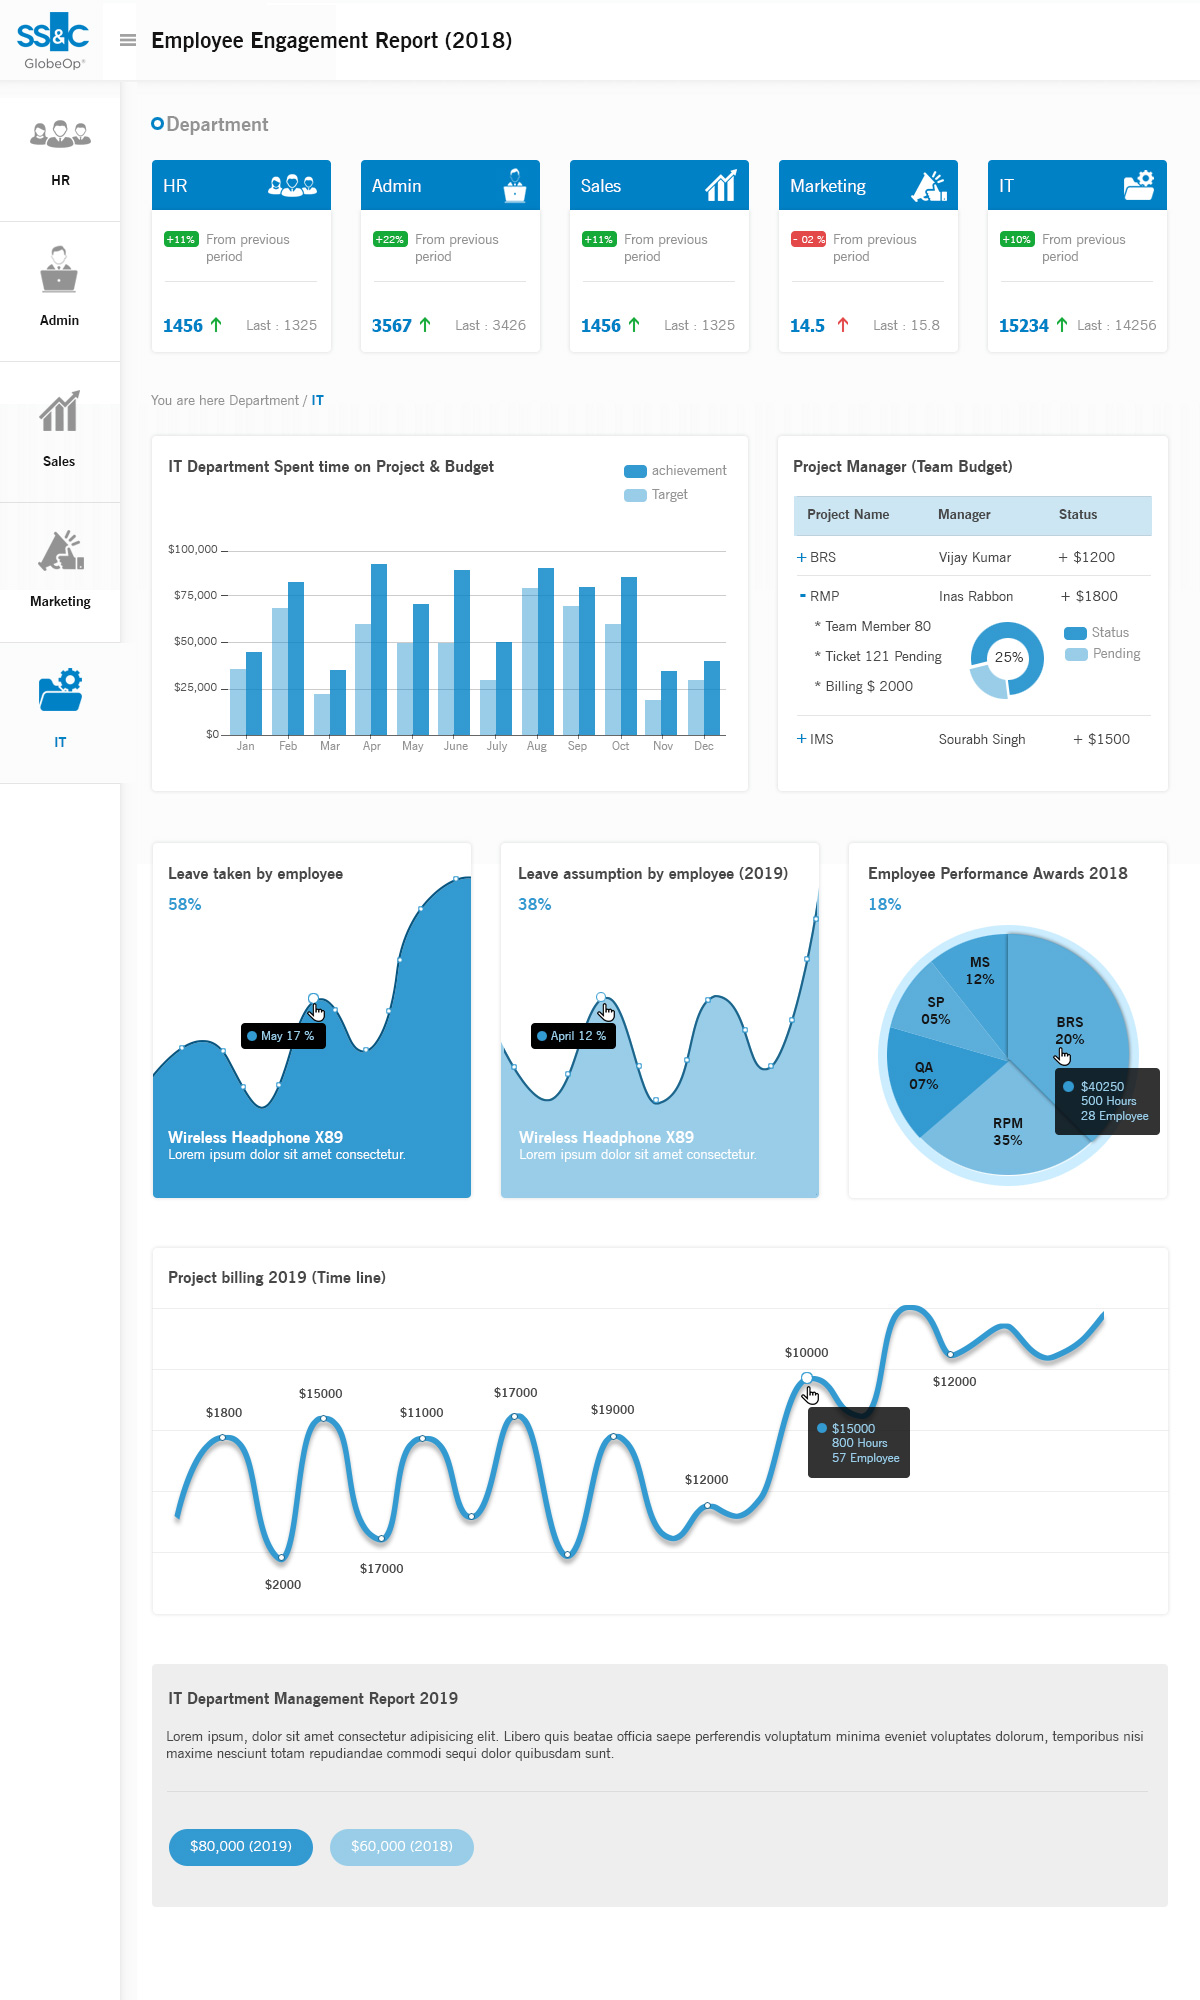 SS&C
GlobeOp®
Employee Engagement Report (2018)
HR
Admin
Sales
Marketing
IT
Department
HR
+11% From previous
period
1456 Last : 1325
Admin
+22% From previous
period
3567 Last : 3426
Sales
+11% From previous
period
1456 Last : 1325
Marketing
- 02 % From previous
period
14.5 Last : 15.8
IT
+10% From previous
period
15234 Last : 14256
You are here Department / IT
IT Department Spent time on Project & Budget
achievement
Target
$100,000
$75,000
$50,000
$25,000
$0
Jan Feb Mar Apr May June July Aug Sep Oct Nov Dec
Project Manager (Team Budget)
Project Name Manager Status
+ BRS Vijay Kumar + $1200
- RMP Inas Rabbon + $1800
* Team Member 80
* Ticket 121 Pending
* Billing $ 2000
25%
Status
Pending
+ IMS Sourabh Singh + $1500
Leave taken by employee
58%
May 17 %
Wireless Headphone X89
Lorem ipsum dolor sit amet consectetur.
Leave assumption by employee (2019)
38%
April 12 %
Wireless Headphone X89
Lorem ipsum dolor sit amet consectetur.
Employee Performance Awards 2018
18%
MS
12%
SP
05%
BRS
20%
QA
07%
RPM
35%
$40250
500 Hours
28 Employee
Project billing 2019 (Time line)
$1800
$15000
$11000
$17000
$19000
$12000
$10000
$12000
$2000
$17000
$15000
800 Hours
57 Employee
IT Department Management Report 2019
Lorem ipsum, dolor sit amet consectetur adipisicing elit. Libero quis beatae officia saepe perferendis voluptatum minima eveniet voluptates dolorum, temporibus nisi
maxime nesciunt totam repudiandae commodi sequi dolor quibusdam sunt.
$80,000 (2019) $60,000 (2018)